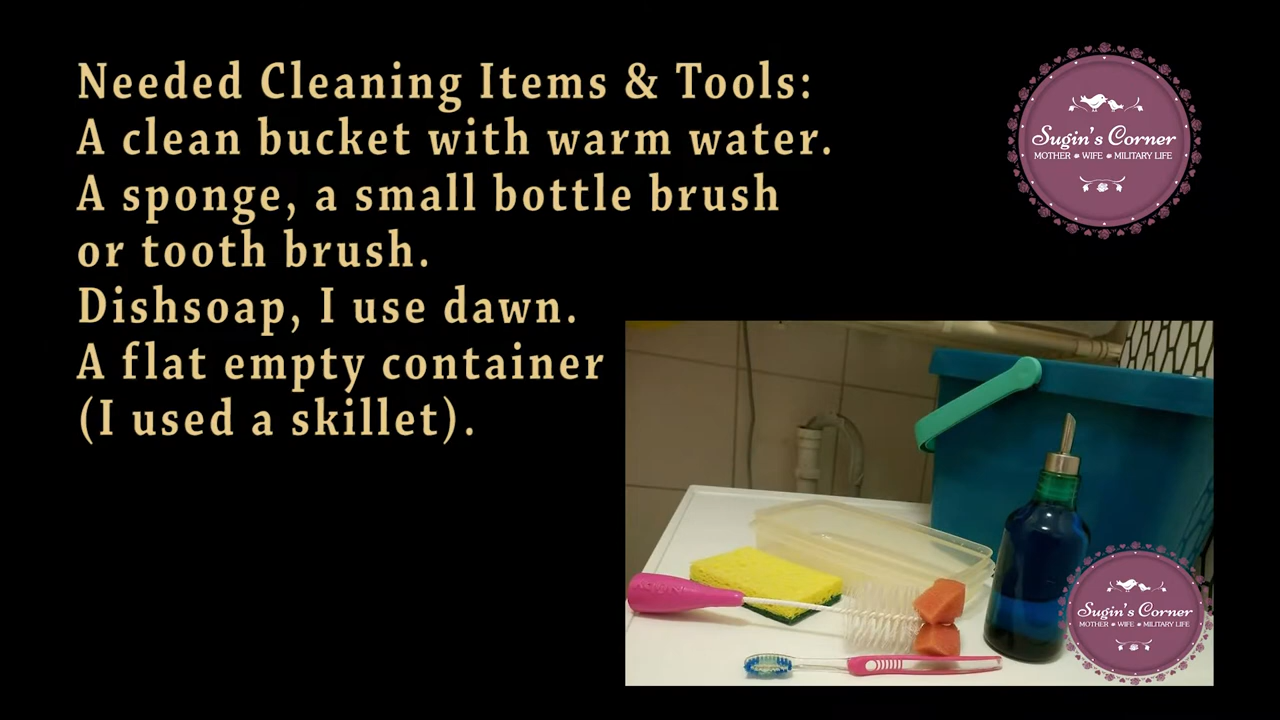 Needed Cleaning Items & Tools:
A clean bucket with warm water.
A sponge, a small bottle brush
or tooth brush.
Dishsoap, I use dawn.
A flat empty container
(I used a skillet).
Sugin's Corner
MOTHER WIFE MILITARY LIFE
Sugin's Corner
MOTHER WIFE MILITARY LIFE